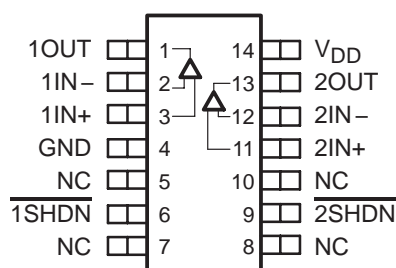 1OUT 1 14 VDD
1IN− 2 13 2OUT
1IN+ 3 12 2IN−
GND 4 11 2IN+
NC 5 10 NC
1SHDN 6 9 2SHDN
NC 7 8 NC